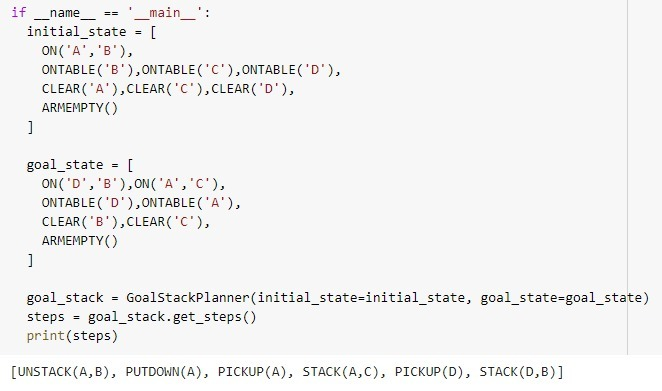 if __name__ == '__main__':
  initial_state = [
    ON('A','B'),
    ONTABLE('B'),ONTABLE('C'),ONTABLE('D'),
    CLEAR('A'),CLEAR('C'),CLEAR('D'),
    ARMEMPTY()
  ]
  goal_state = [
    ON('D','B'),ON('A','C'),
    ONTABLE('D'),ONTABLE('A'),
    CLEAR('B'),CLEAR('C'),
    ARMEMPTY()
  ]
  goal_stack = GoalStackPlanner(initial_state=initial_state, goal_state=goal_state)
  steps = goal_stack.get_steps()
  print(steps)
[UNSTACK(A,B), PUTDOWN(A), PICKUP(A), STACK(A,C), PICKUP(D), STACK(D,B)]